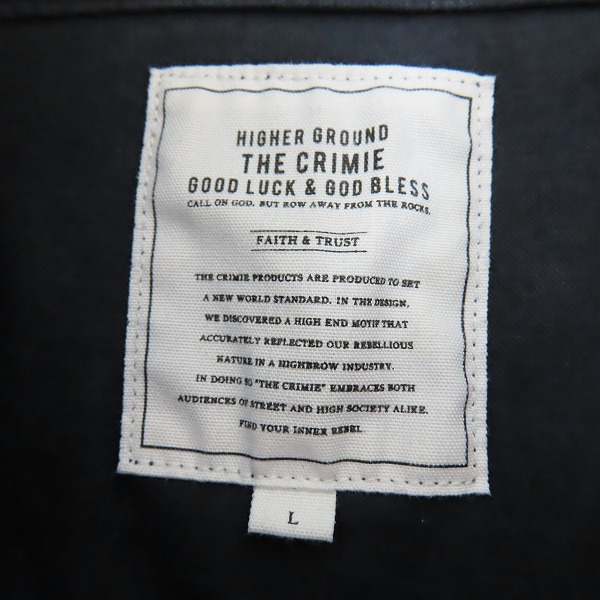 HIGHER GROUND
THE CRIMIE
GOOD LUCK & GOD BLESS
CALL ON GOD, BUT ROW AWAY FROM THE ROCKS.
FAITH & TRUST
THE CRIMIE PRODUCTS ARE PRODUCED TO SET
A NEW WORLD STANDARD. IN THE DESIGN,
WE DISCOVERED A HIGH END MOTIF THAT
ACCURATELY REFLECTED OUR REBELLIOUS
NATURE IN A HIGHBROW INDUSTRY.
IN DOING SO "THE CRIMIE" EMBRACES BOTH
AUDIENCES OF STREET AND HIGH SOCIETY ALIKE.
FIND YOUR INNER REBEL.
L